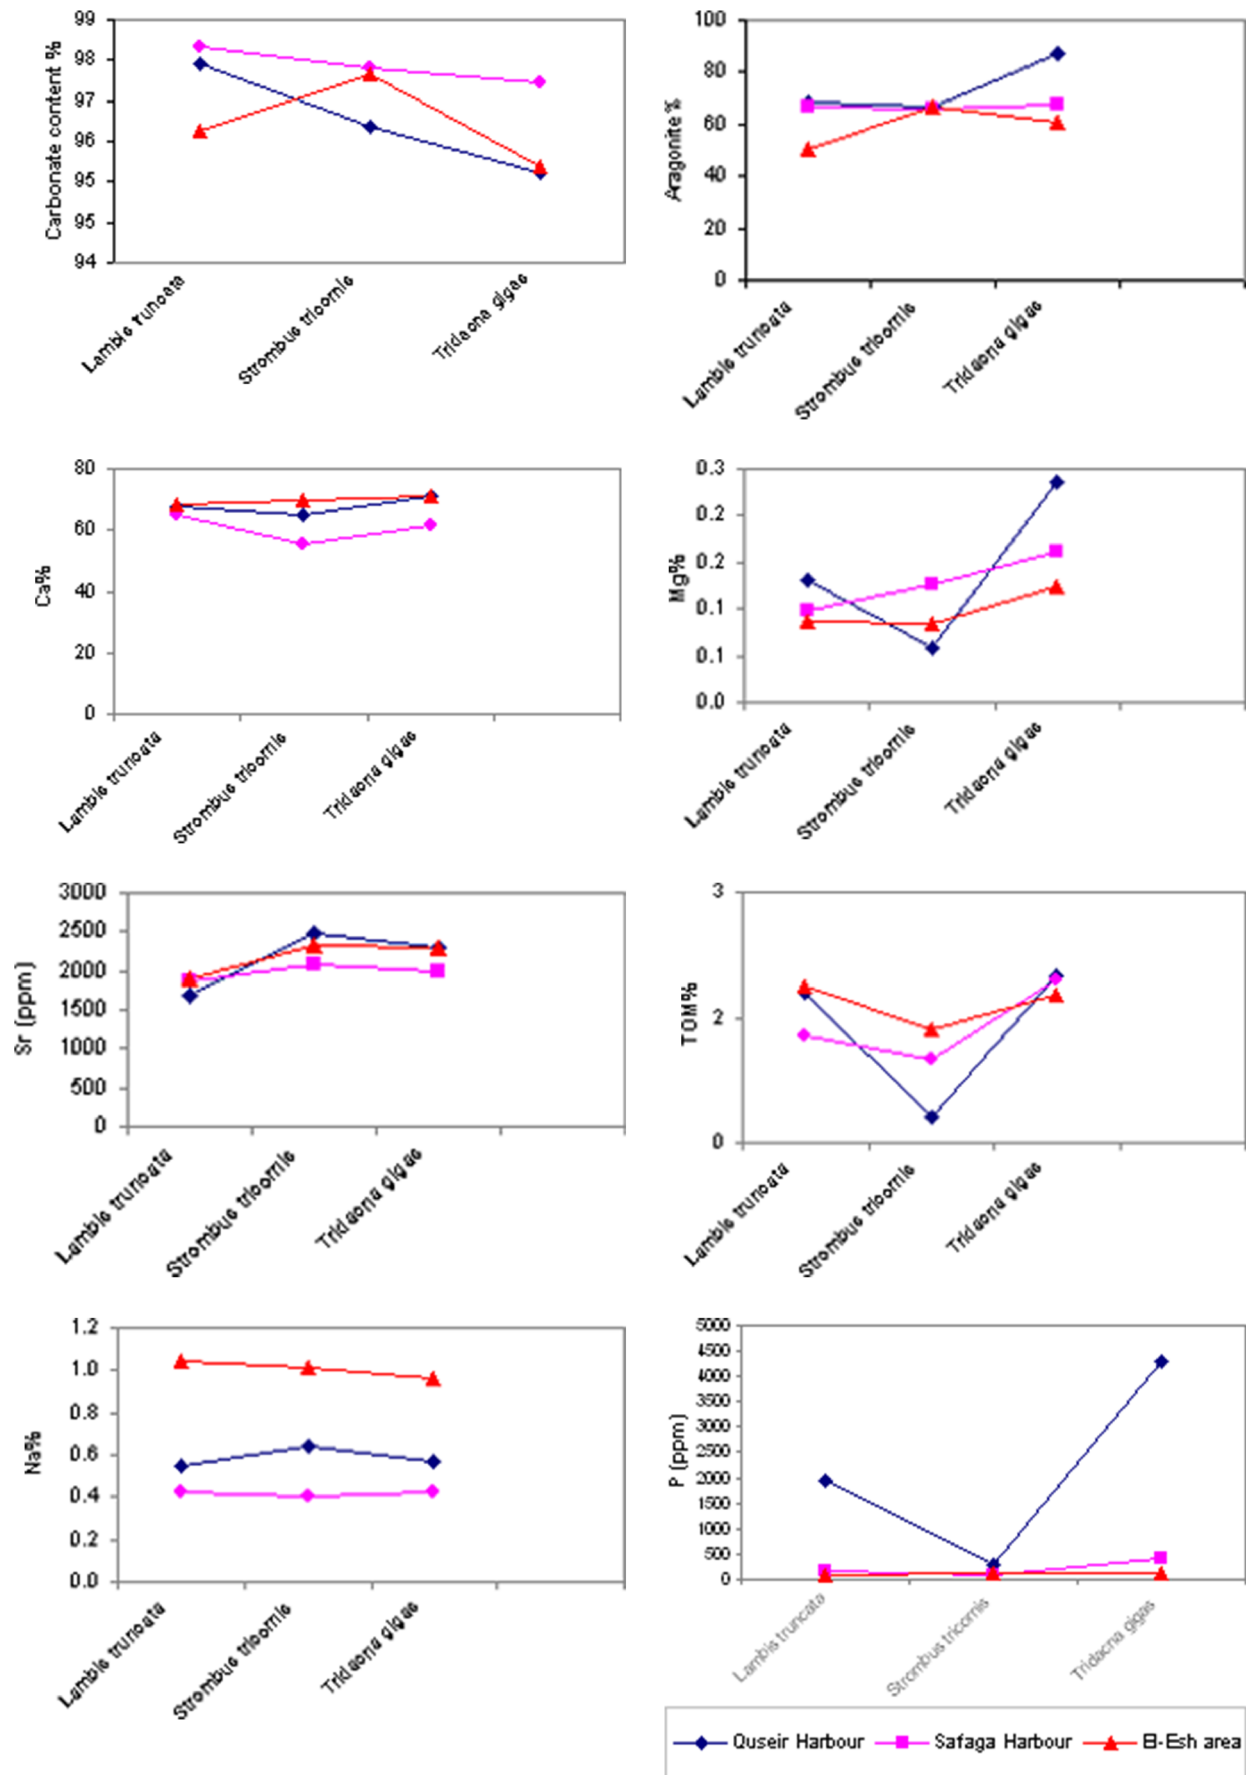 Carbonate content %
99
98
97
96
95
95
94
Lambis truncata
Strombus tricornis
Tridacna gigas
Aragonite %
100
80
60
40
20
0
Lambis truncata
Strombus tricornis
Tridacna gigas
Ca%
80
60
40
20
0
Lambis truncata
Strombus tricornis
Tridacna gigas
Mg%
0.3
0.2
0.2
0.1
0.1
0.0
Lambis truncata
Strombus tricornis
Tridacna gigas
Sr (ppm)
3000
2500
2000
1500
1000
500
0
Lambis truncata
Strombus tricornis
Tridacna gigas
TOM%
3
2
0
Lambis truncata
Strombus tricornis
Tridacna gigas
Na%
1.2
1.0
0.8
0.6
0.4
0.2
0.0
Lambis truncata
Strombus tricornis
Tridacna gigas
P (ppm)
5000
4500
4000
3500
3000
2500
2000
1500
1000
500
0
Lambis truncata
Strombus tricornis
Tridacna gigas
Quseir Harbour
Safaga Harbour
El-Esh area